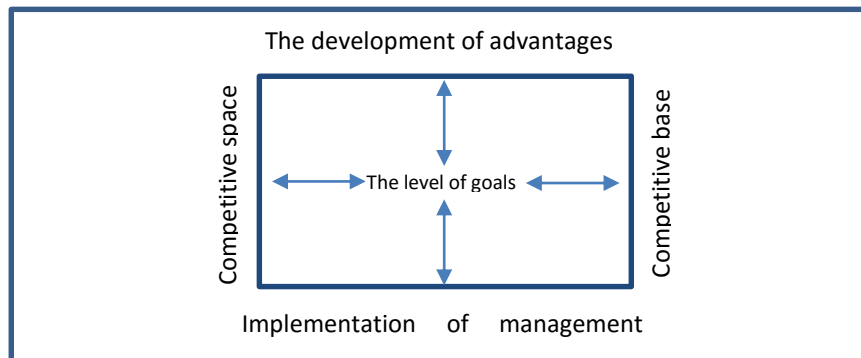 The development of advantages
Competitive space
The level of goals
Competitive base
Implementation of management